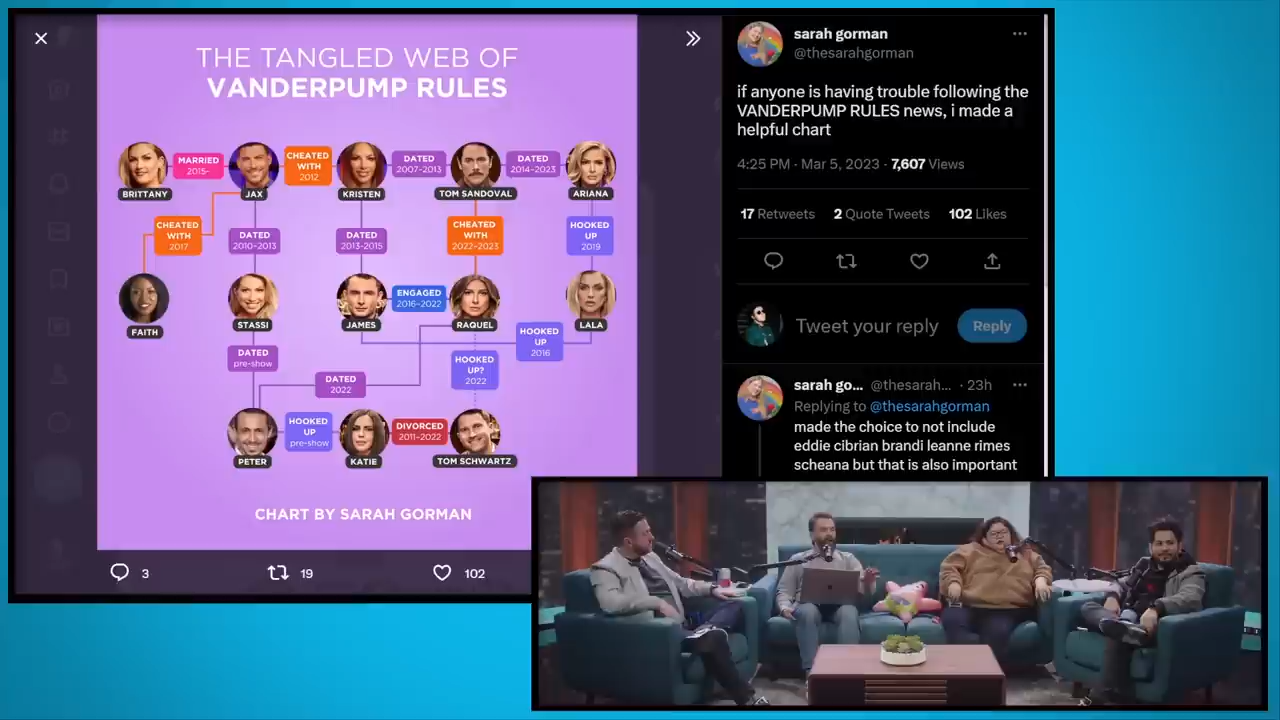 THE TANGLED WEB OF
VANDERPUMP RULES
BRITTANY
MARRIED
2015-
JAX
CHEATED
WITH
2012
KRISTEN
DATED
2007-2013
TOM SANDOVAL
DATED
2014-2023
ARIANA
CHEATED
WITH
2017
DATED
2010-2013
DATED
2013-2015
CHEATED
WITH
2022-2023
HOOKED
UP
2019
FAITH
STASSI
JAMES
ENGAGED
2016-2022
RAQUEL
LALA
HOOKED
UP
2016
DATED
pre-show
DATED
2022
HOOKED
UP?
2022
PETER
HOOKED
UP
pre-show
KATIE
DIVORCED
2011-2022
TOM SCHWARTZ
CHART BY SARAH GORMAN
3
19
102
sarah gorman
@thesarahgorman
if anyone is having trouble following the
VANDERPUMP RULES news, i made a
helpful chart
4:25 PM · Mar 5, 2023 · 7,607 Views
17 Retweets 2 Quote Tweets 102 Likes
Tweet your reply
Reply
sarah go... @thesarah... · 23h
Replying to @thesarahgorman
made the choice to not include
eddie cibrian brandi leanne rimes
scheana but that is also important